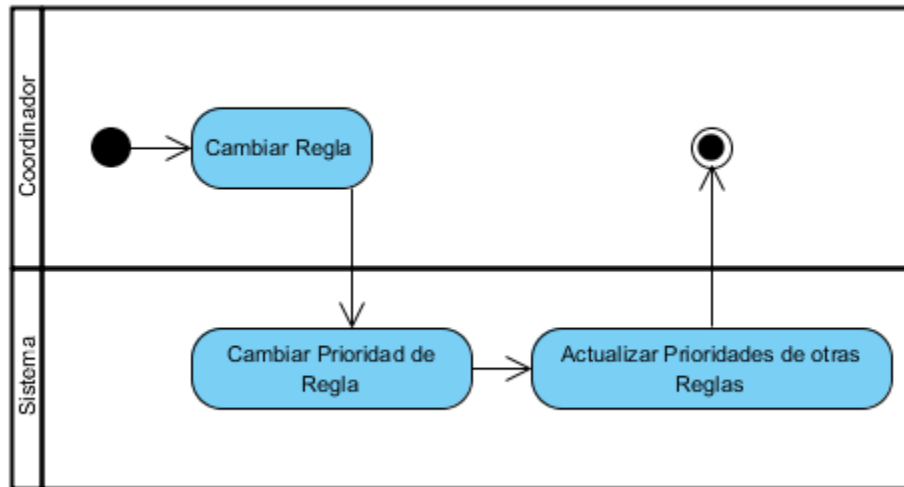 Coordinador
Cambiar Regla
Sistema
Cambiar Prioridad de
Regla
Actualizar Prioridades de otras
Reglas